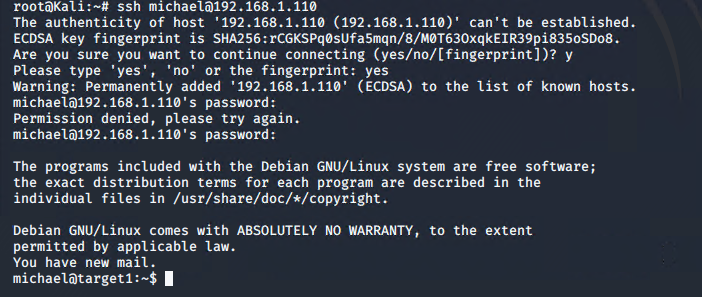 root@Kali:~# ssh michael@192.168.1.110
The authenticity of host '192.168.1.110 (192.168.1.110)' can't be established.
ECDSA key fingerprint is SHA256:rCGKSPq0sUfa5mqn/8/M0T63OxqkEIR39pi835oSDo8.
Are you sure you want to continue connecting (yes/no/[fingerprint])? y
Please type 'yes', 'no' or the fingerprint: yes
Warning: Permanently added '192.168.1.110' (ECDSA) to the list of known hosts.
michael@192.168.1.110's password:
Permission denied, please try again.
michael@192.168.1.110's password:
The programs included with the Debian GNU/Linux system are free software;
the exact distribution terms for each program are described in the
individual files in /usr/share/doc/*/copyright.
Debian GNU/Linux comes with ABSOLUTELY NO WARRANTY, to the extent
permitted by applicable law.
You have new mail.
michael@target1:~$